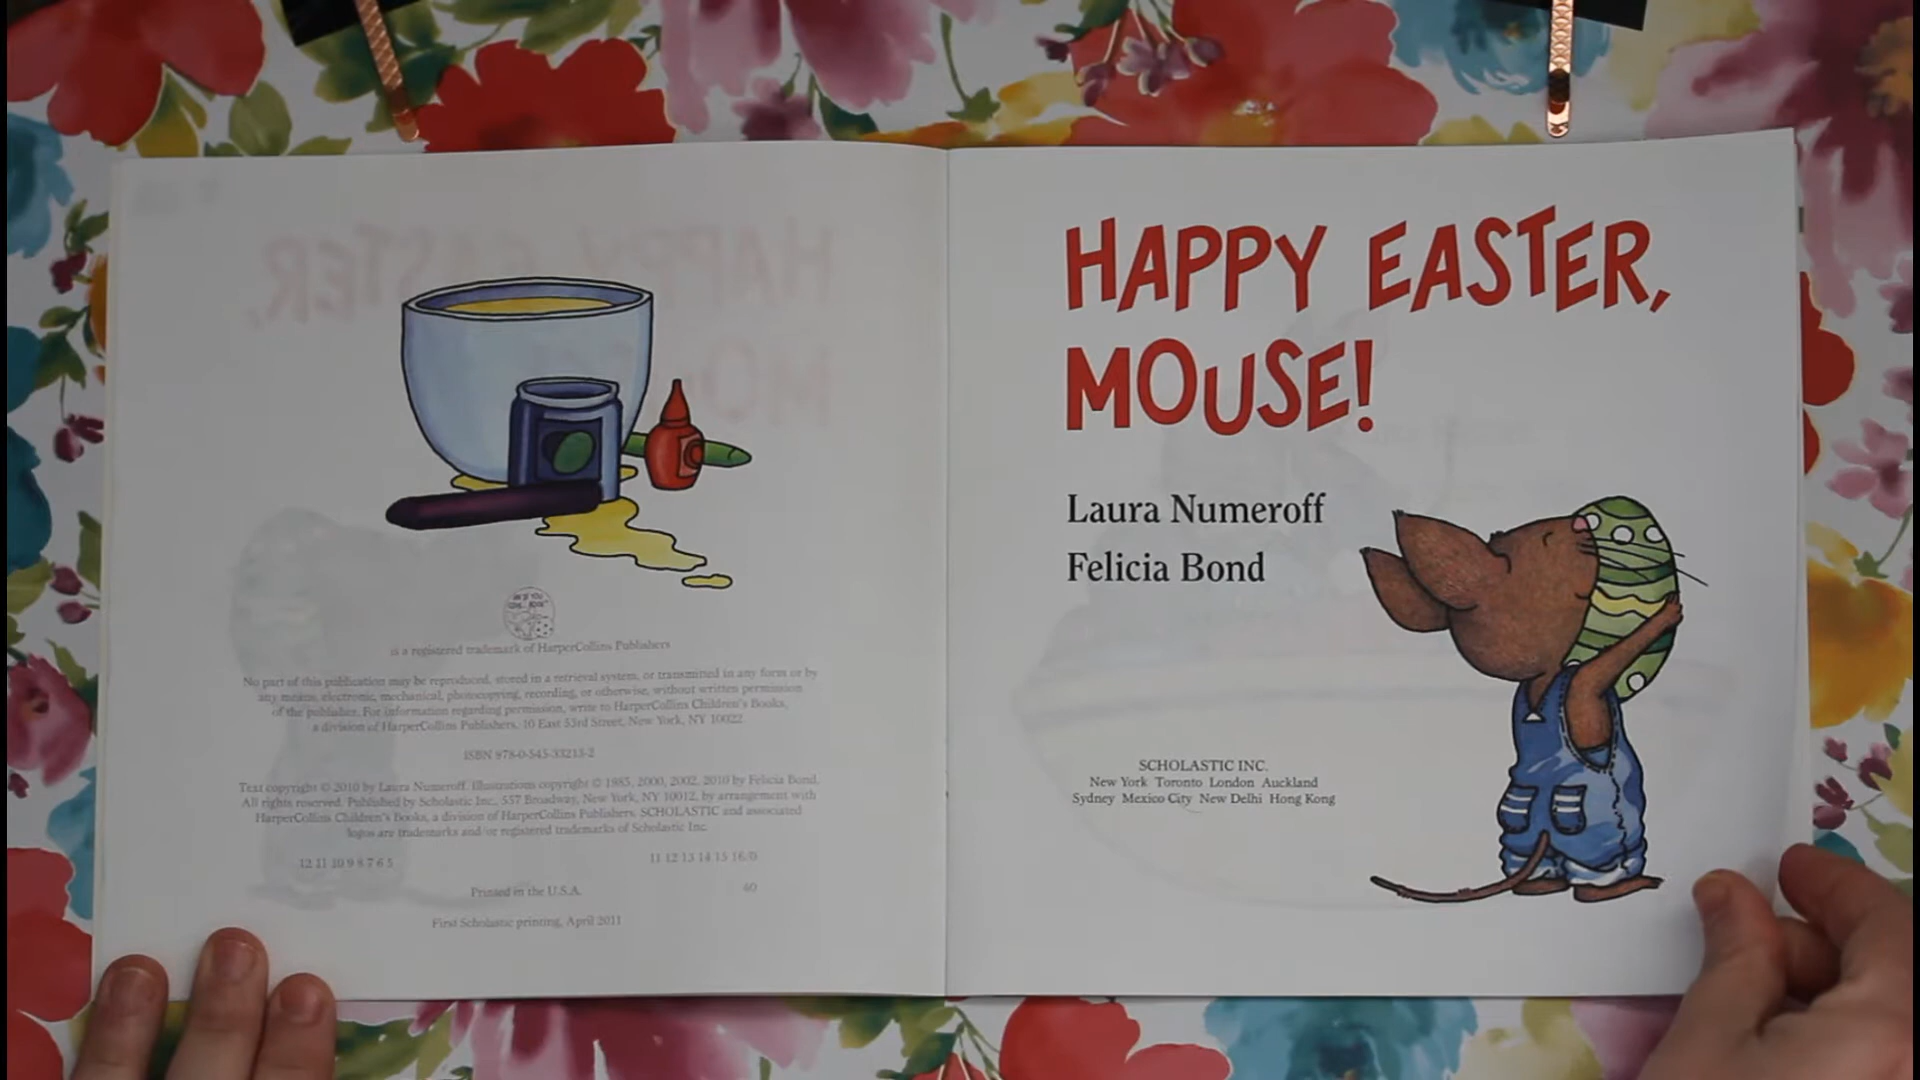 is a registered trademark of HarperCollins Publishers
No part of this publication may be reproduced, stored in a retrieval system, or transmitted in any form or by
any means, electronic, mechanical, photocopying, recording, or otherwise, without written permission
of the publisher. For information regarding permission, write to HarperCollins Children's Books,
a division of HarperCollins Publishers, 10 East 53rd Street, New York, NY 10022.
ISBN 978-0-545-33213-2
Text copyright © 2010 by Laura Numeroff. Illustrations copyright © 1985, 2000, 2002, 2010 by Felicia Bond.
All rights reserved. Published by Scholastic Inc., 557 Broadway, New York, NY 10012, by arrangement with
HarperCollins Children's Books, a division of HarperCollins Publishers. SCHOLASTIC and associated
logos are trademarks and/or registered trademarks of Scholastic Inc.
12 11 10 9 8 7 6 5 11 12 13 14 15 16/0
Printed in the U.S.A. 40
First Scholastic printing, April 2011
HAPPY EASTER,
MOUSE!
Laura Numeroff
Felicia Bond
SCHOLASTIC INC.
New York Toronto London Auckland
Sydney Mexico City New Delhi Hong Kong